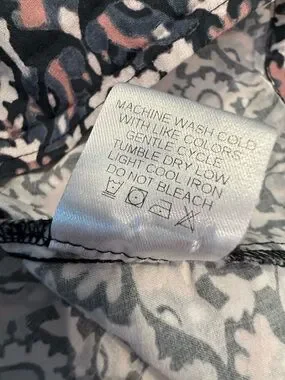 MACHINE WASH COLD
WITH LIKE COLORS
GENTLE CYCLE
TUMBLE DRY LOW
LIGHT COOL IRON
DO NOT BLEACH